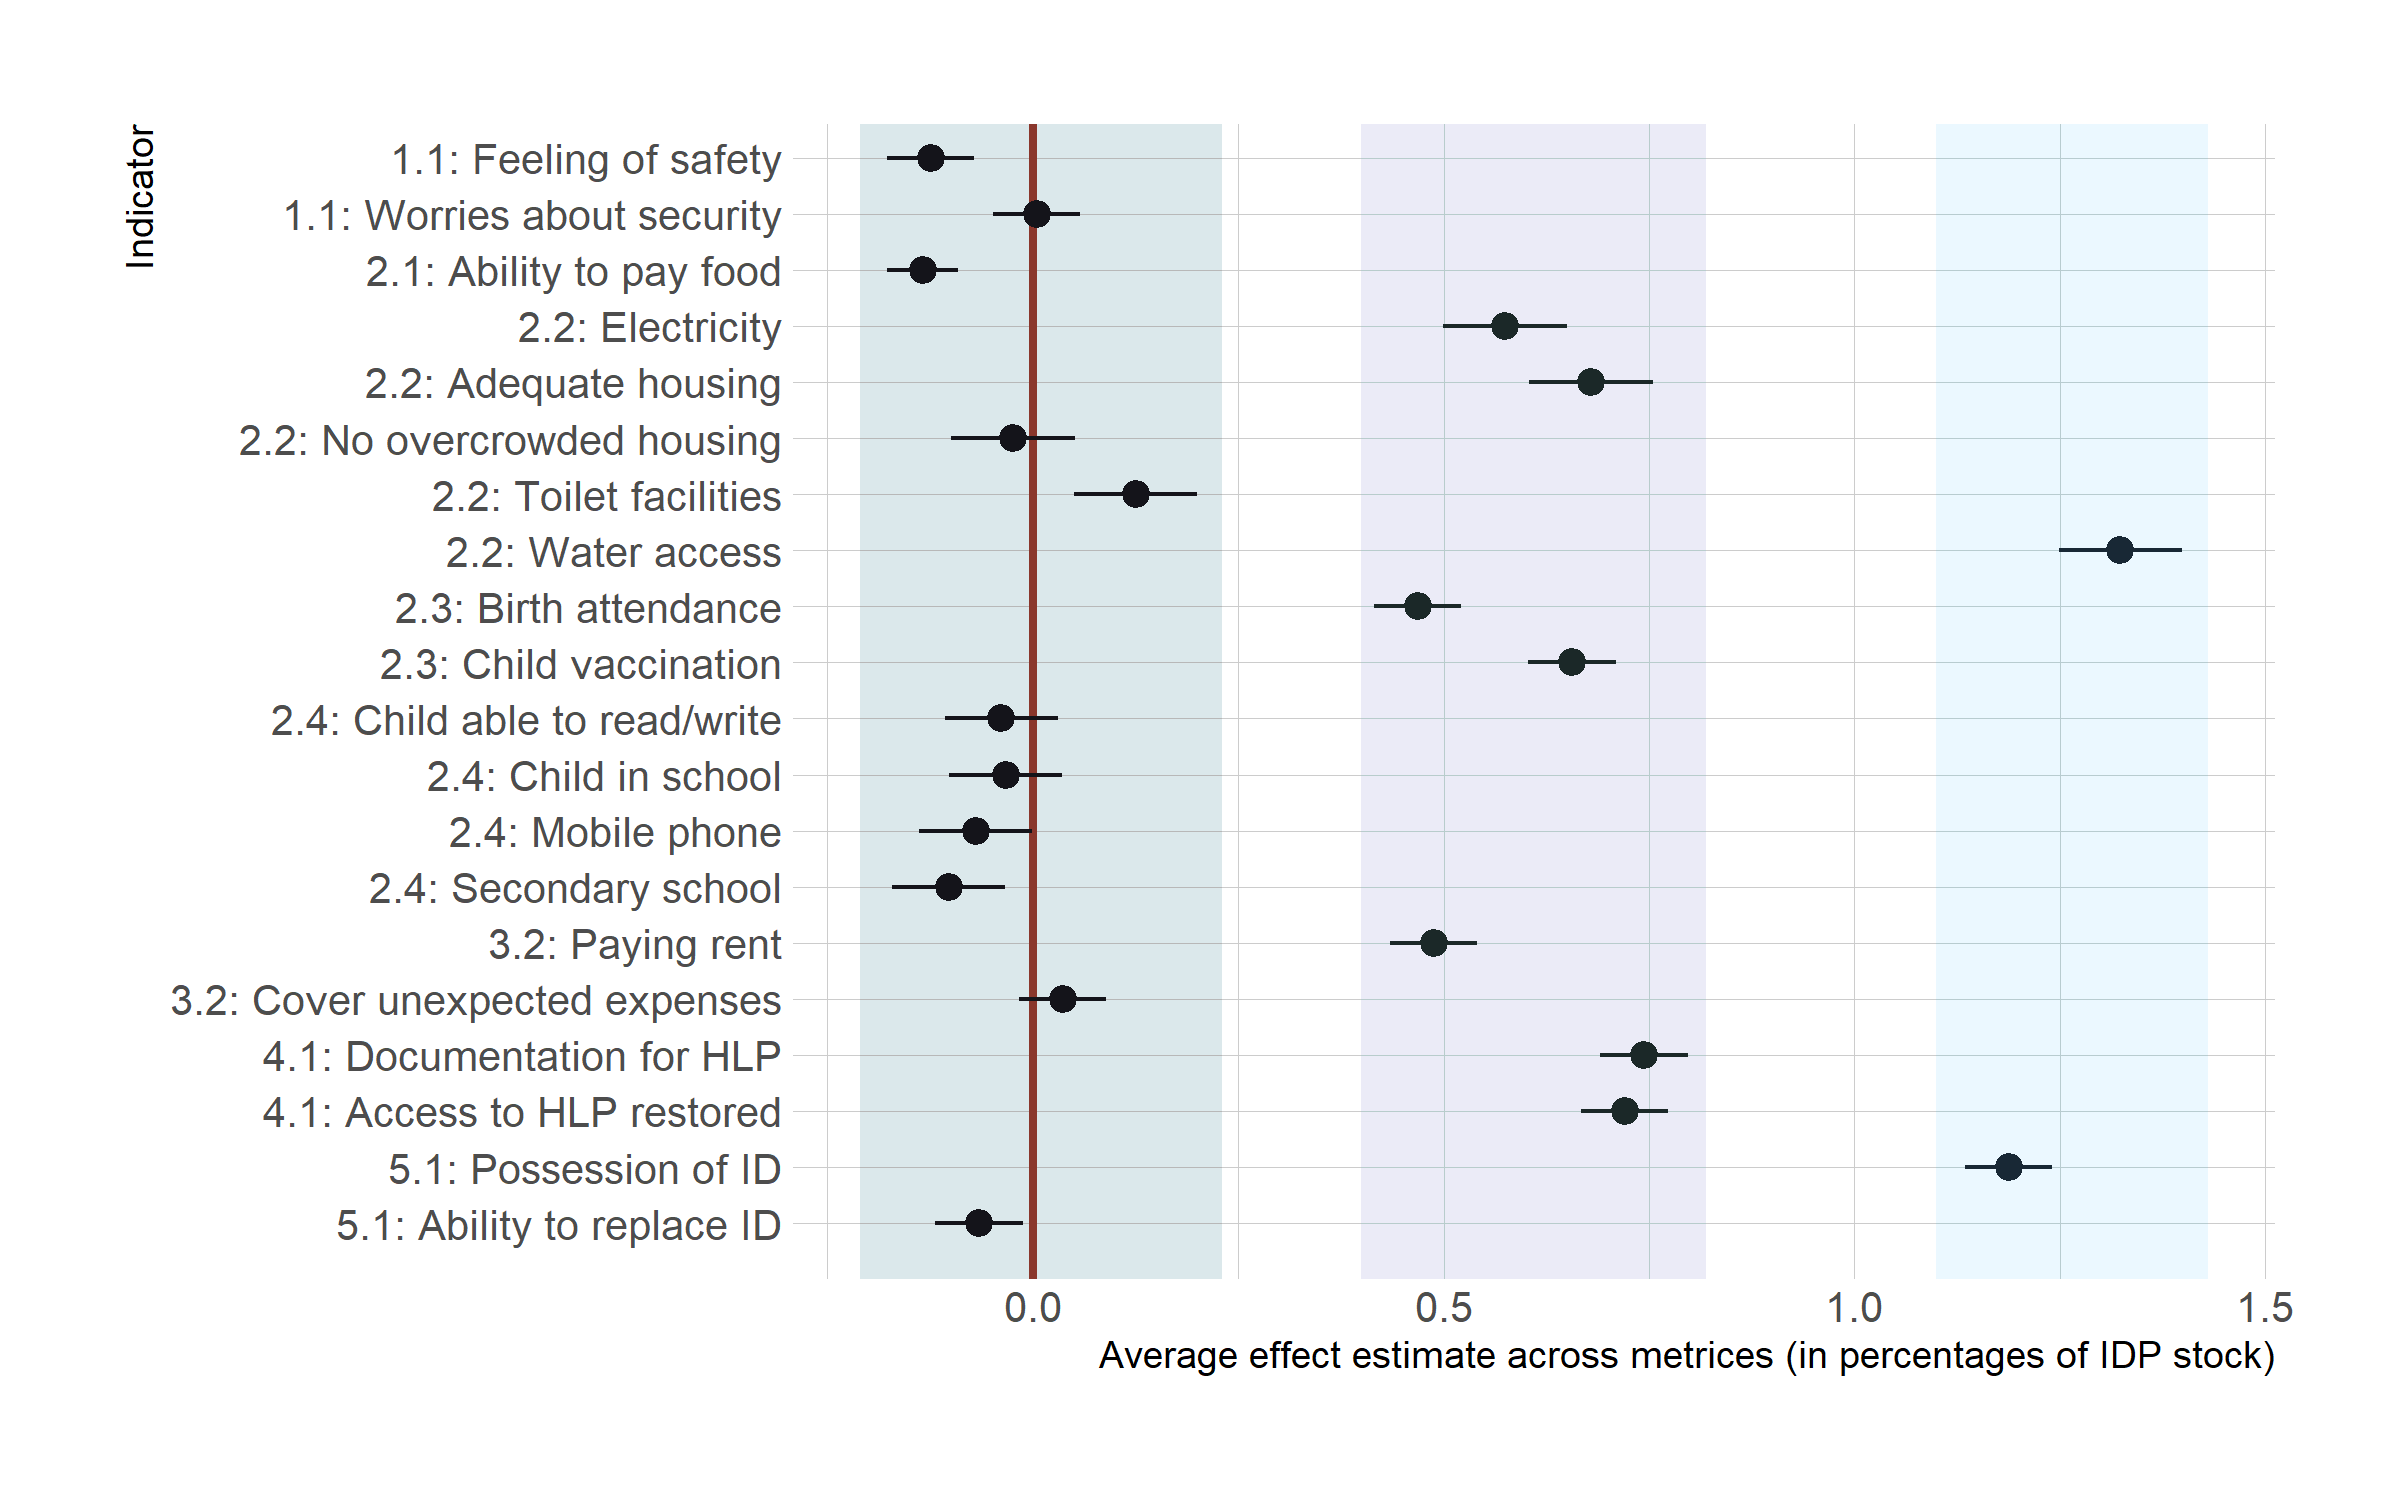 Indicator
1.1: Feeling of safety
1.1: Worries about security
2.1: Ability to pay food
2.2: Electricity
2.2: Adequate housing
2.2: No overcrowded housing
2.2: Toilet facilities
2.2: Water access
2.3: Birth attendance
2.3: Child vaccination
2.4: Child able to read/write
2.4: Child in school
2.4: Mobile phone
2.4: Secondary school
3.2: Paying rent
3.2: Cover unexpected expenses
4.1: Documentation for HLP
4.1: Access to HLP restored
5.1: Possession of ID
5.1: Ability to replace ID
0.0 0.5 1.0 1.5
Average effect estimate across metrices (in percentages of IDP stock)